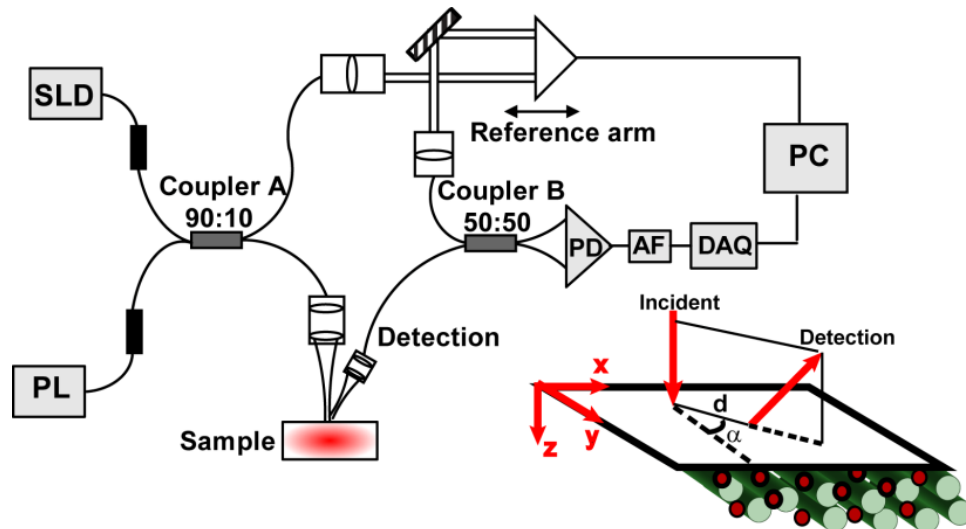 SLD
Reference arm
PC
Coupler A
90:10
Coupler B
50:50
PD
AF
DAQ
Detection
PL
Sample
Incident
Detection
x
d
α
y
z